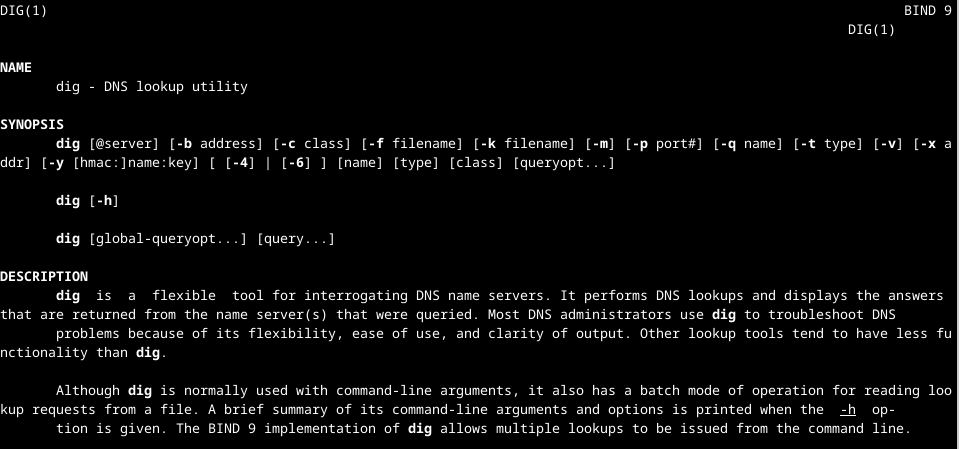 DIG(1) BIND 9
DIG(1)
NAME
dig - DNS lookup utility
SYNOPSIS
dig [@server] [-b address] [-c class] [-f filename] [-k filename] [-m] [-p port#] [-q name] [-t type] [-v] [-x a
ddr] [-y [hmac:]name:key] [ [-4] | [-6] ] [name] [type] [class] [queryopt...]
dig [-h]
dig [global-queryopt...] [query...]
DESCRIPTION
dig is a flexible tool for interrogating DNS name servers. It performs DNS lookups and displays the answers
that are returned from the name server(s) that were queried. Most DNS administrators use dig to troubleshoot DNS
problems because of its flexibility, ease of use, and clarity of output. Other lookup tools tend to have less fu
nctionality than dig.
Although dig is normally used with command-line arguments, it also has a batch mode of operation for reading loo
kup requests from a file. A brief summary of its command-line arguments and options is printed when the -h op-
tion is given. The BIND 9 implementation of dig allows multiple lookups to be issued from the command line.